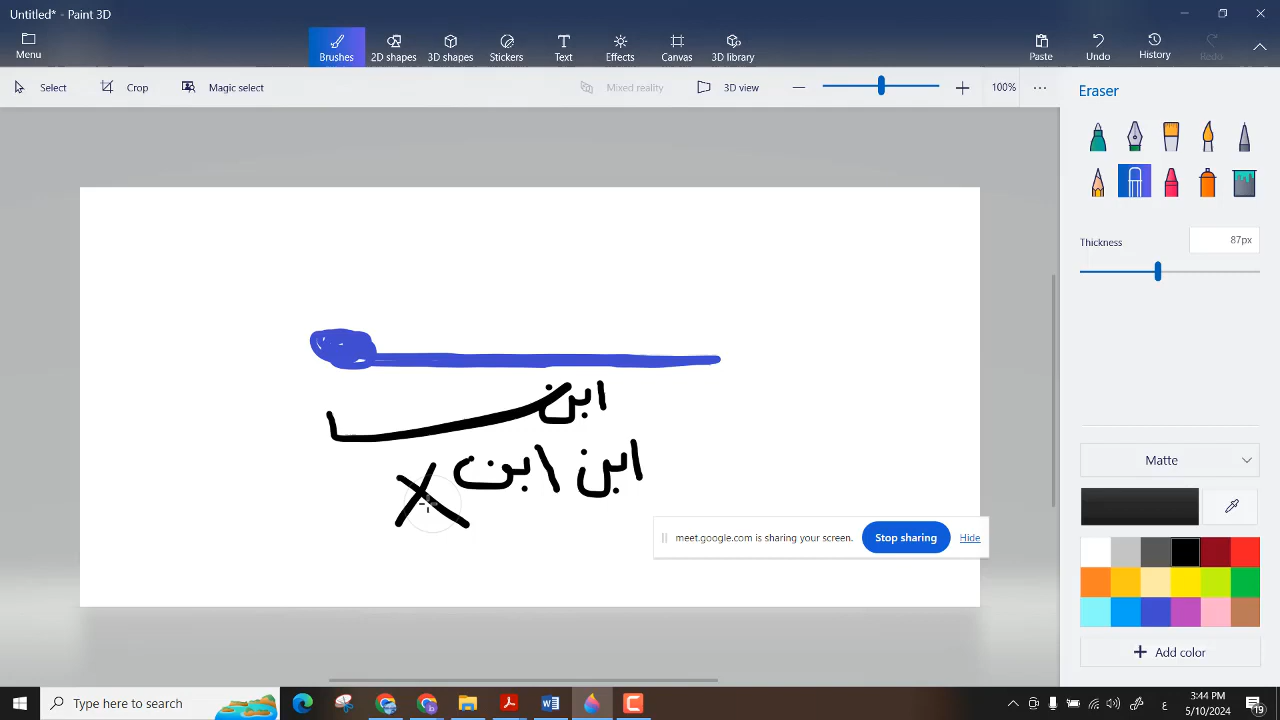 Untitled* - Paint 3D
Menu
Brushes
2D shapes
3D shapes
Stickers
Text
Effects
Canvas
3D library
Paste
Undo
History
Redo
Select
Crop
Magic select
Mixed reality
3D view
100%
Eraser
Thickness
87px
Matte
Add color
ابن
ابن ابن X
meet.google.com is sharing your screen.
Stop sharing
Hide
Type here to search
ع
3:44 PM
5/10/2024
19